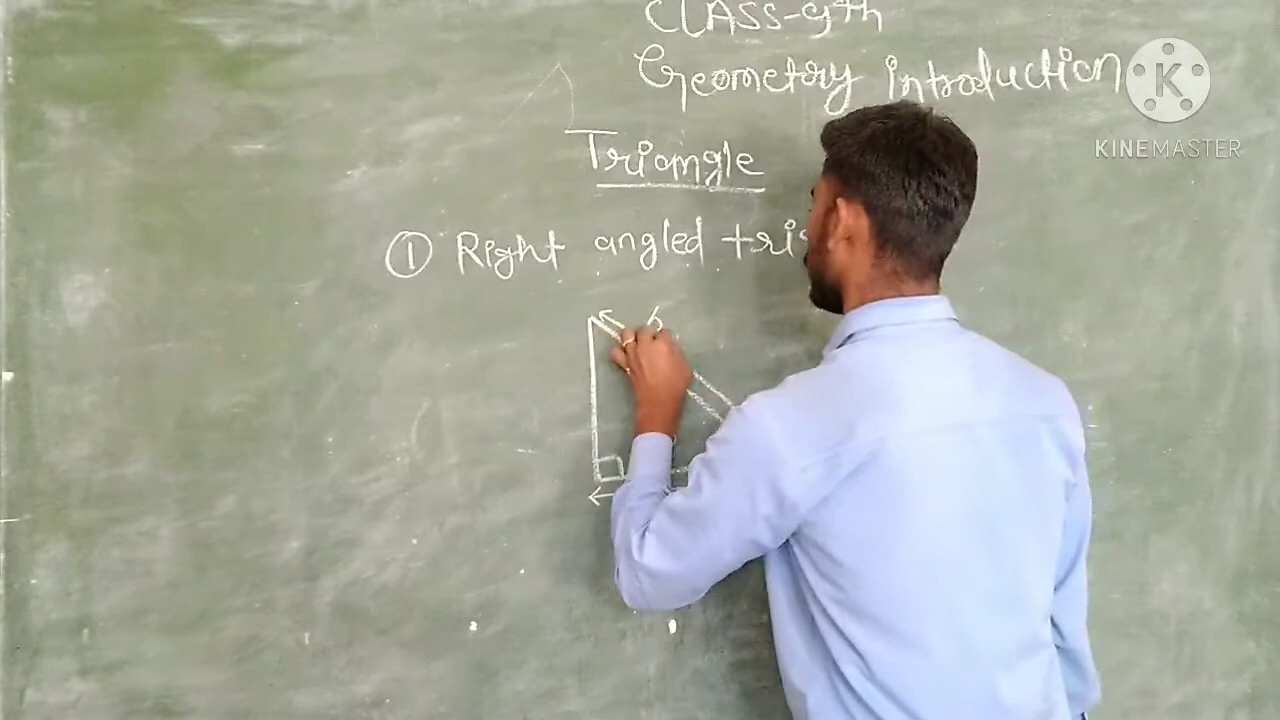 CLASS-9th
Geometry introduction
K
KINEMASTER
Triangle
① Right angled tri